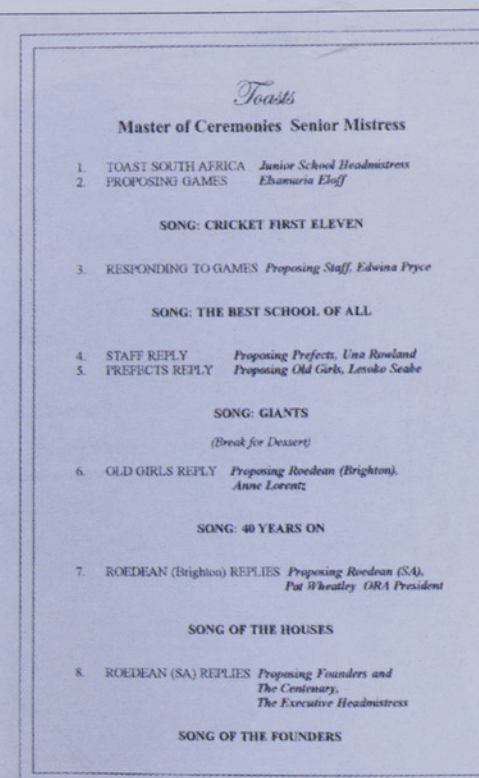 Toasts
Master of Ceremonies Senior Mistress
1. TOAST SOUTH AFRICA Junior School Headmistress
2. PROPOSING GAMES Elsamaria Eloff
SONG: CRICKET FIRST ELEVEN
3. RESPONDING TO GAMES Proposing Staff, Edwina Pryce
SONG: THE BEST SCHOOL OF ALL
4. STAFF REPLY Proposing Prefects, Una Rowland
5. PREFECTS REPLY Proposing Old Girls, Lesoko Seabe
SONG: GIANTS
(Break for Dessert)
6. OLD GIRLS REPLY Proposing Roedean (Brighton),
Anne Lorentz
SONG: 40 YEARS ON
7. ROEDEAN (Brighton) REPLIES Proposing Roedean (SA),
Pat Wheatley ORA President
SONG OF THE HOUSES
8. ROEDEAN (SA) REPLIES Proposing Founders and
The Centenary,
The Executive Headmistress
SONG OF THE FOUNDERS